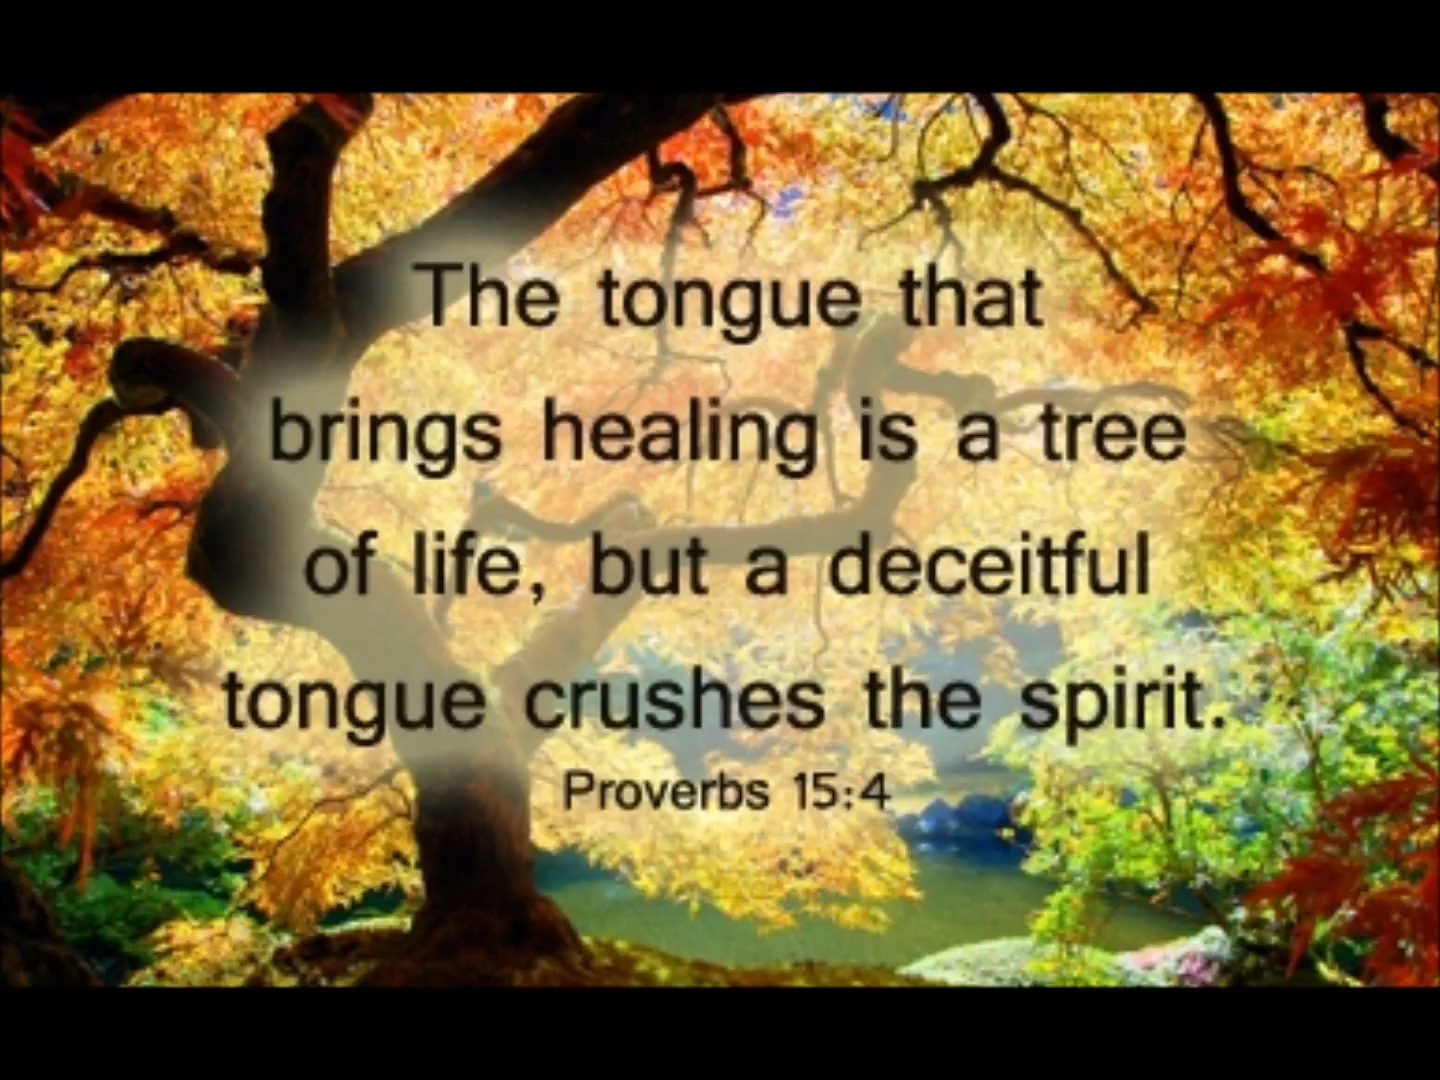 The tongue that
brings healing is a tree
of life, but a deceitful
tongue crushes the spirit.
Proverbs 15:4